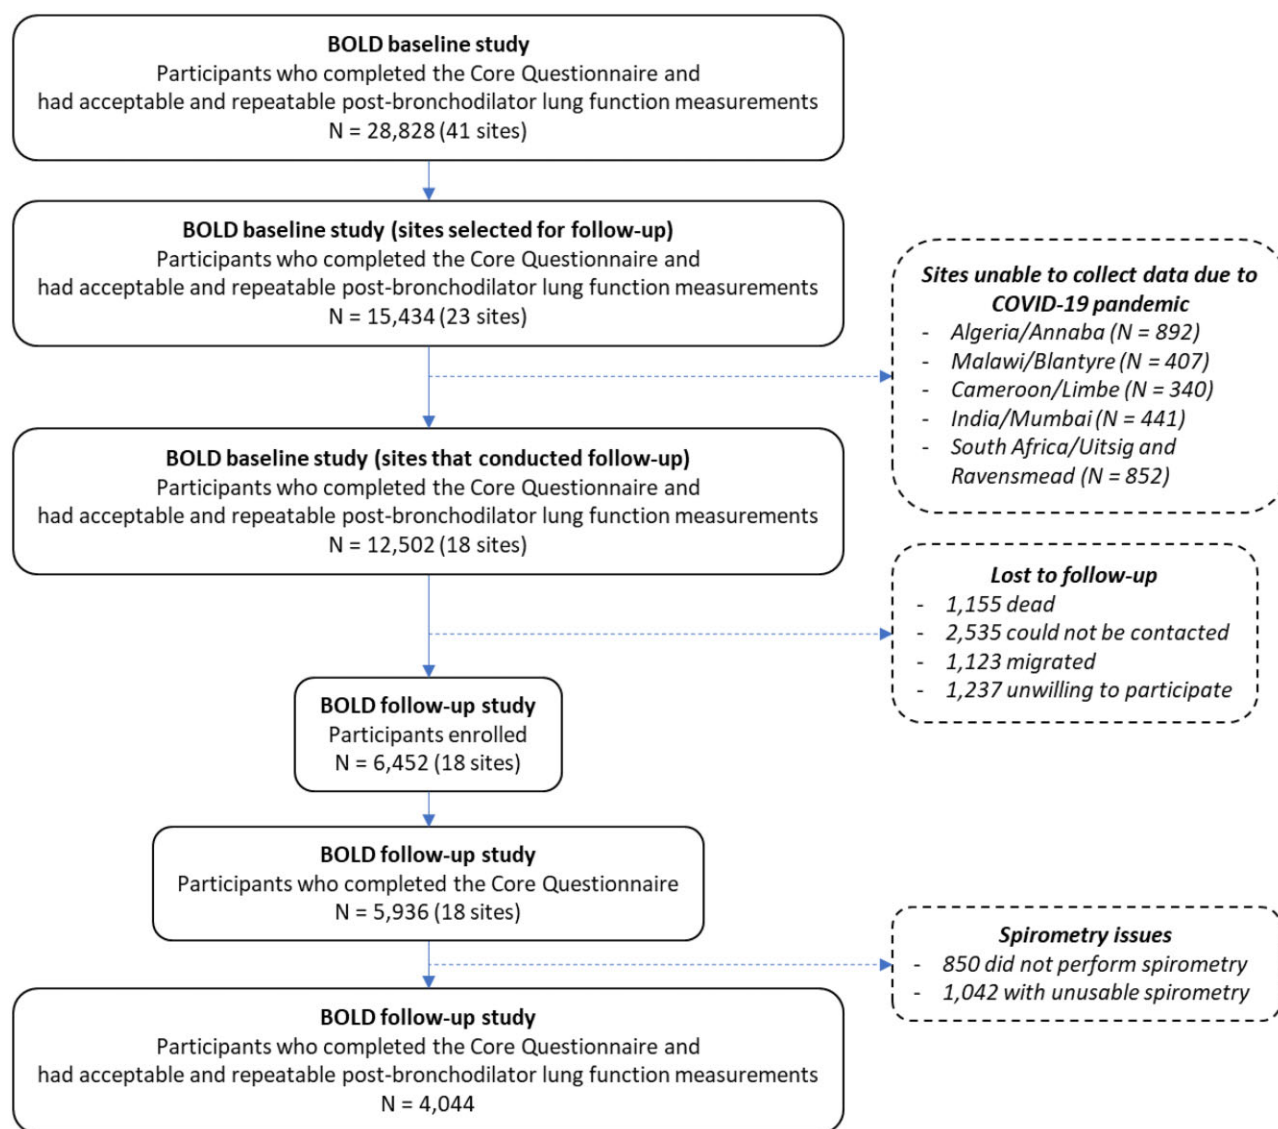 BOLD baseline study
Participants who completed the Core Questionnaire and
had acceptable and repeatable post-bronchodilator lung function measurements
N = 28,828 (41 sites)
BOLD baseline study (sites selected for follow-up)
Participants who completed the Core Questionnaire and
had acceptable and repeatable post-bronchodilator lung function measurements
N = 15,434 (23 sites)
Sites unable to collect data due to
COVID-19 pandemic
- Algeria/Annaba (N = 892)
- Malawi/Blantyre (N = 407)
- Cameroon/Limbe (N = 340)
- India/Mumbai (N = 441)
- South Africa/Uitsig and
Ravensmead (N = 852)
BOLD baseline study (sites that conducted follow-up)
Participants who completed the Core Questionnaire and
had acceptable and repeatable post-bronchodilator lung function measurements
N = 12,502 (18 sites)
Lost to follow-up
- 1,155 dead
- 2,535 could not be contacted
- 1,123 migrated
- 1,237 unwilling to participate
BOLD follow-up study
Participants enrolled
N = 6,452 (18 sites)
BOLD follow-up study
Participants who completed the Core Questionnaire
N = 5,936 (18 sites)
Spirometry issues
- 850 did not perform spirometry
- 1,042 with unusable spirometry
BOLD follow-up study
Participants who completed the Core Questionnaire and
had acceptable and repeatable post-bronchodilator lung function measurements
N = 4,044